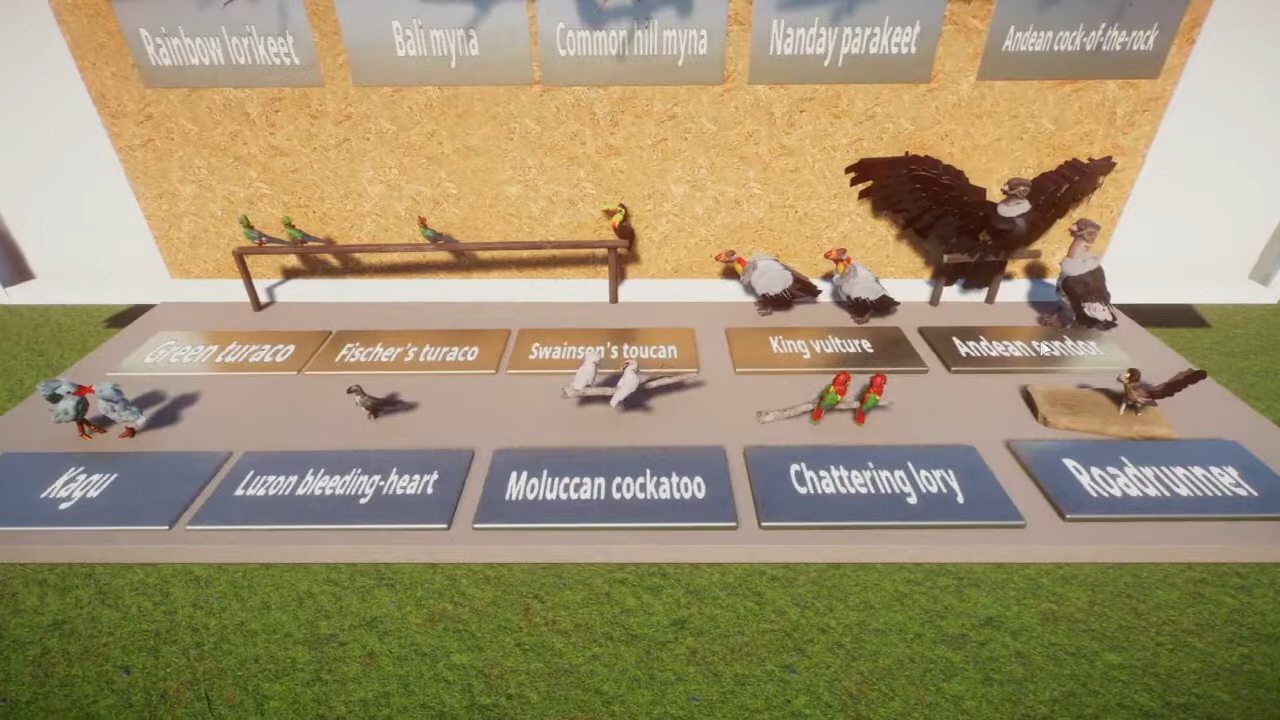 Rainbow lorikeet
Bali myna
Common hill myna
Nanday parakeet
Andean cock-of-the-rock
Green turaco
Fischer's turaco
Swainson's toucan
King vulture
Andean condor
Kagu
Luzon bleeding-heart
Moluccan cockatoo
Chattering lory
Roadrunner